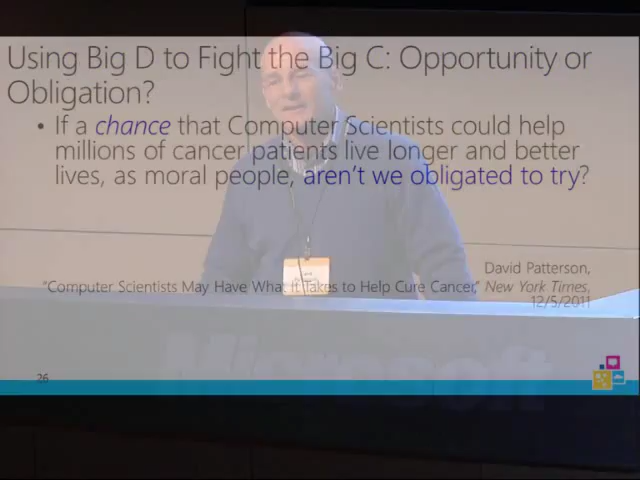 Using Big D to Fight the Big C: Opportunity or
Obligation?
• If a chance that Computer Scientists could help
millions of cancer patients live longer and better
lives, as moral people, aren't we obligated to try?
David Patterson,
"Computer Scientists May Have What It Takes to Help Cure Cancer," New York Times,
12/5/2011
Microsoft
26